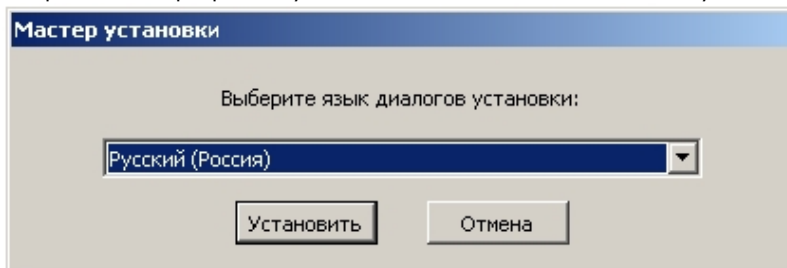 Мастер установки
Выберите язык диалогов установки:
Русский (Россия)
Установить
Отмена